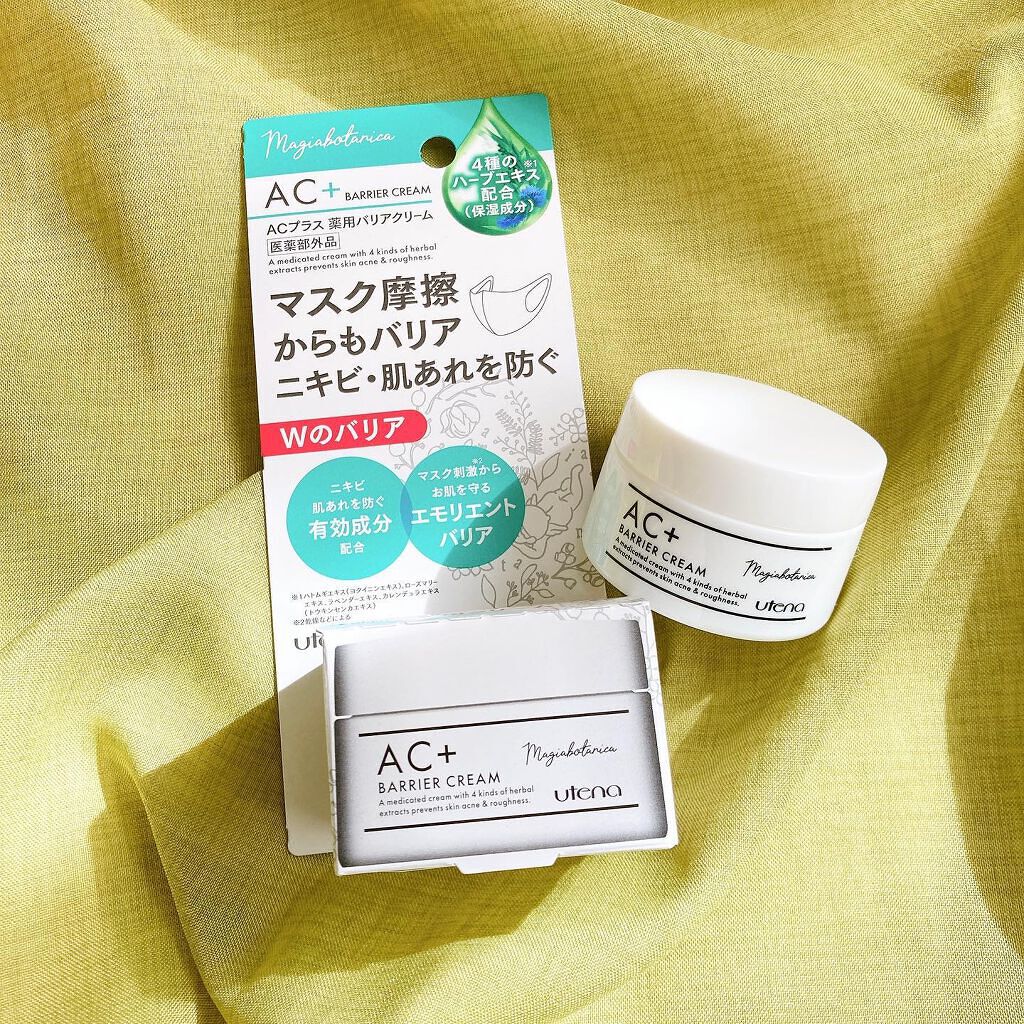 Magiabotanica
4種の※1
ハーブエキス
配合
(保湿成分)
AC+ BARRIER CREAM
ACプラス 薬用バリアクリーム
医薬部外品
A medicated cream with 4 kinds of herbal
extracts prevents skin acne & roughness.
マスク摩擦
からもバリア
ニキビ・肌あれを防ぐ
Wのバリア
ニキビ
肌あれを防ぐ
有効成分
配合
マスク刺激※2から
お肌を守る
エモリエント
バリア
※1ハトムギエキス(ヨクイニンエキス)、ローズマリー
エキス、ラベンダーエキス、カレンデュラエキス
(トウキンセンカエキス)
※2乾燥などによる
AC+
BARRIER CREAM
A medicated cream with 4 kinds of herbal
extracts prevents skin acne & roughness.
Magiabotanica
utena
AC+
BARRIER CREAM
A medicated cream with 4 kinds of herbal
extracts prevents skin acne & roughness.
Magiabotanica
utena